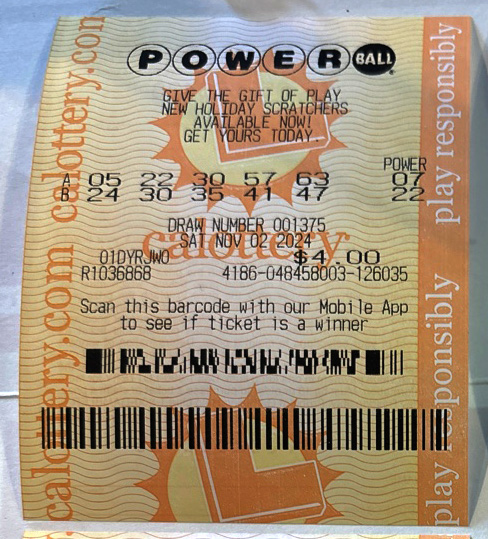 POWER BALL
GIVE THE GIFT OF PLAY
NEW HOLIDAY SCRATCHERS
AVAILABLE NOW!
GET YOURS TODAY.
POWER
A 05 22 30 57 63 07
B 24 30 35 41 47 22
DRAW NUMBER 001375
SAT NOV 02 2024
calottery
01DYRJWO $4.00
R1036868 4186-048458003-126035
Scan this barcode with our Mobile App
to see if ticket is a winner
calottery.com calottery.com
play responsibly play responsibly